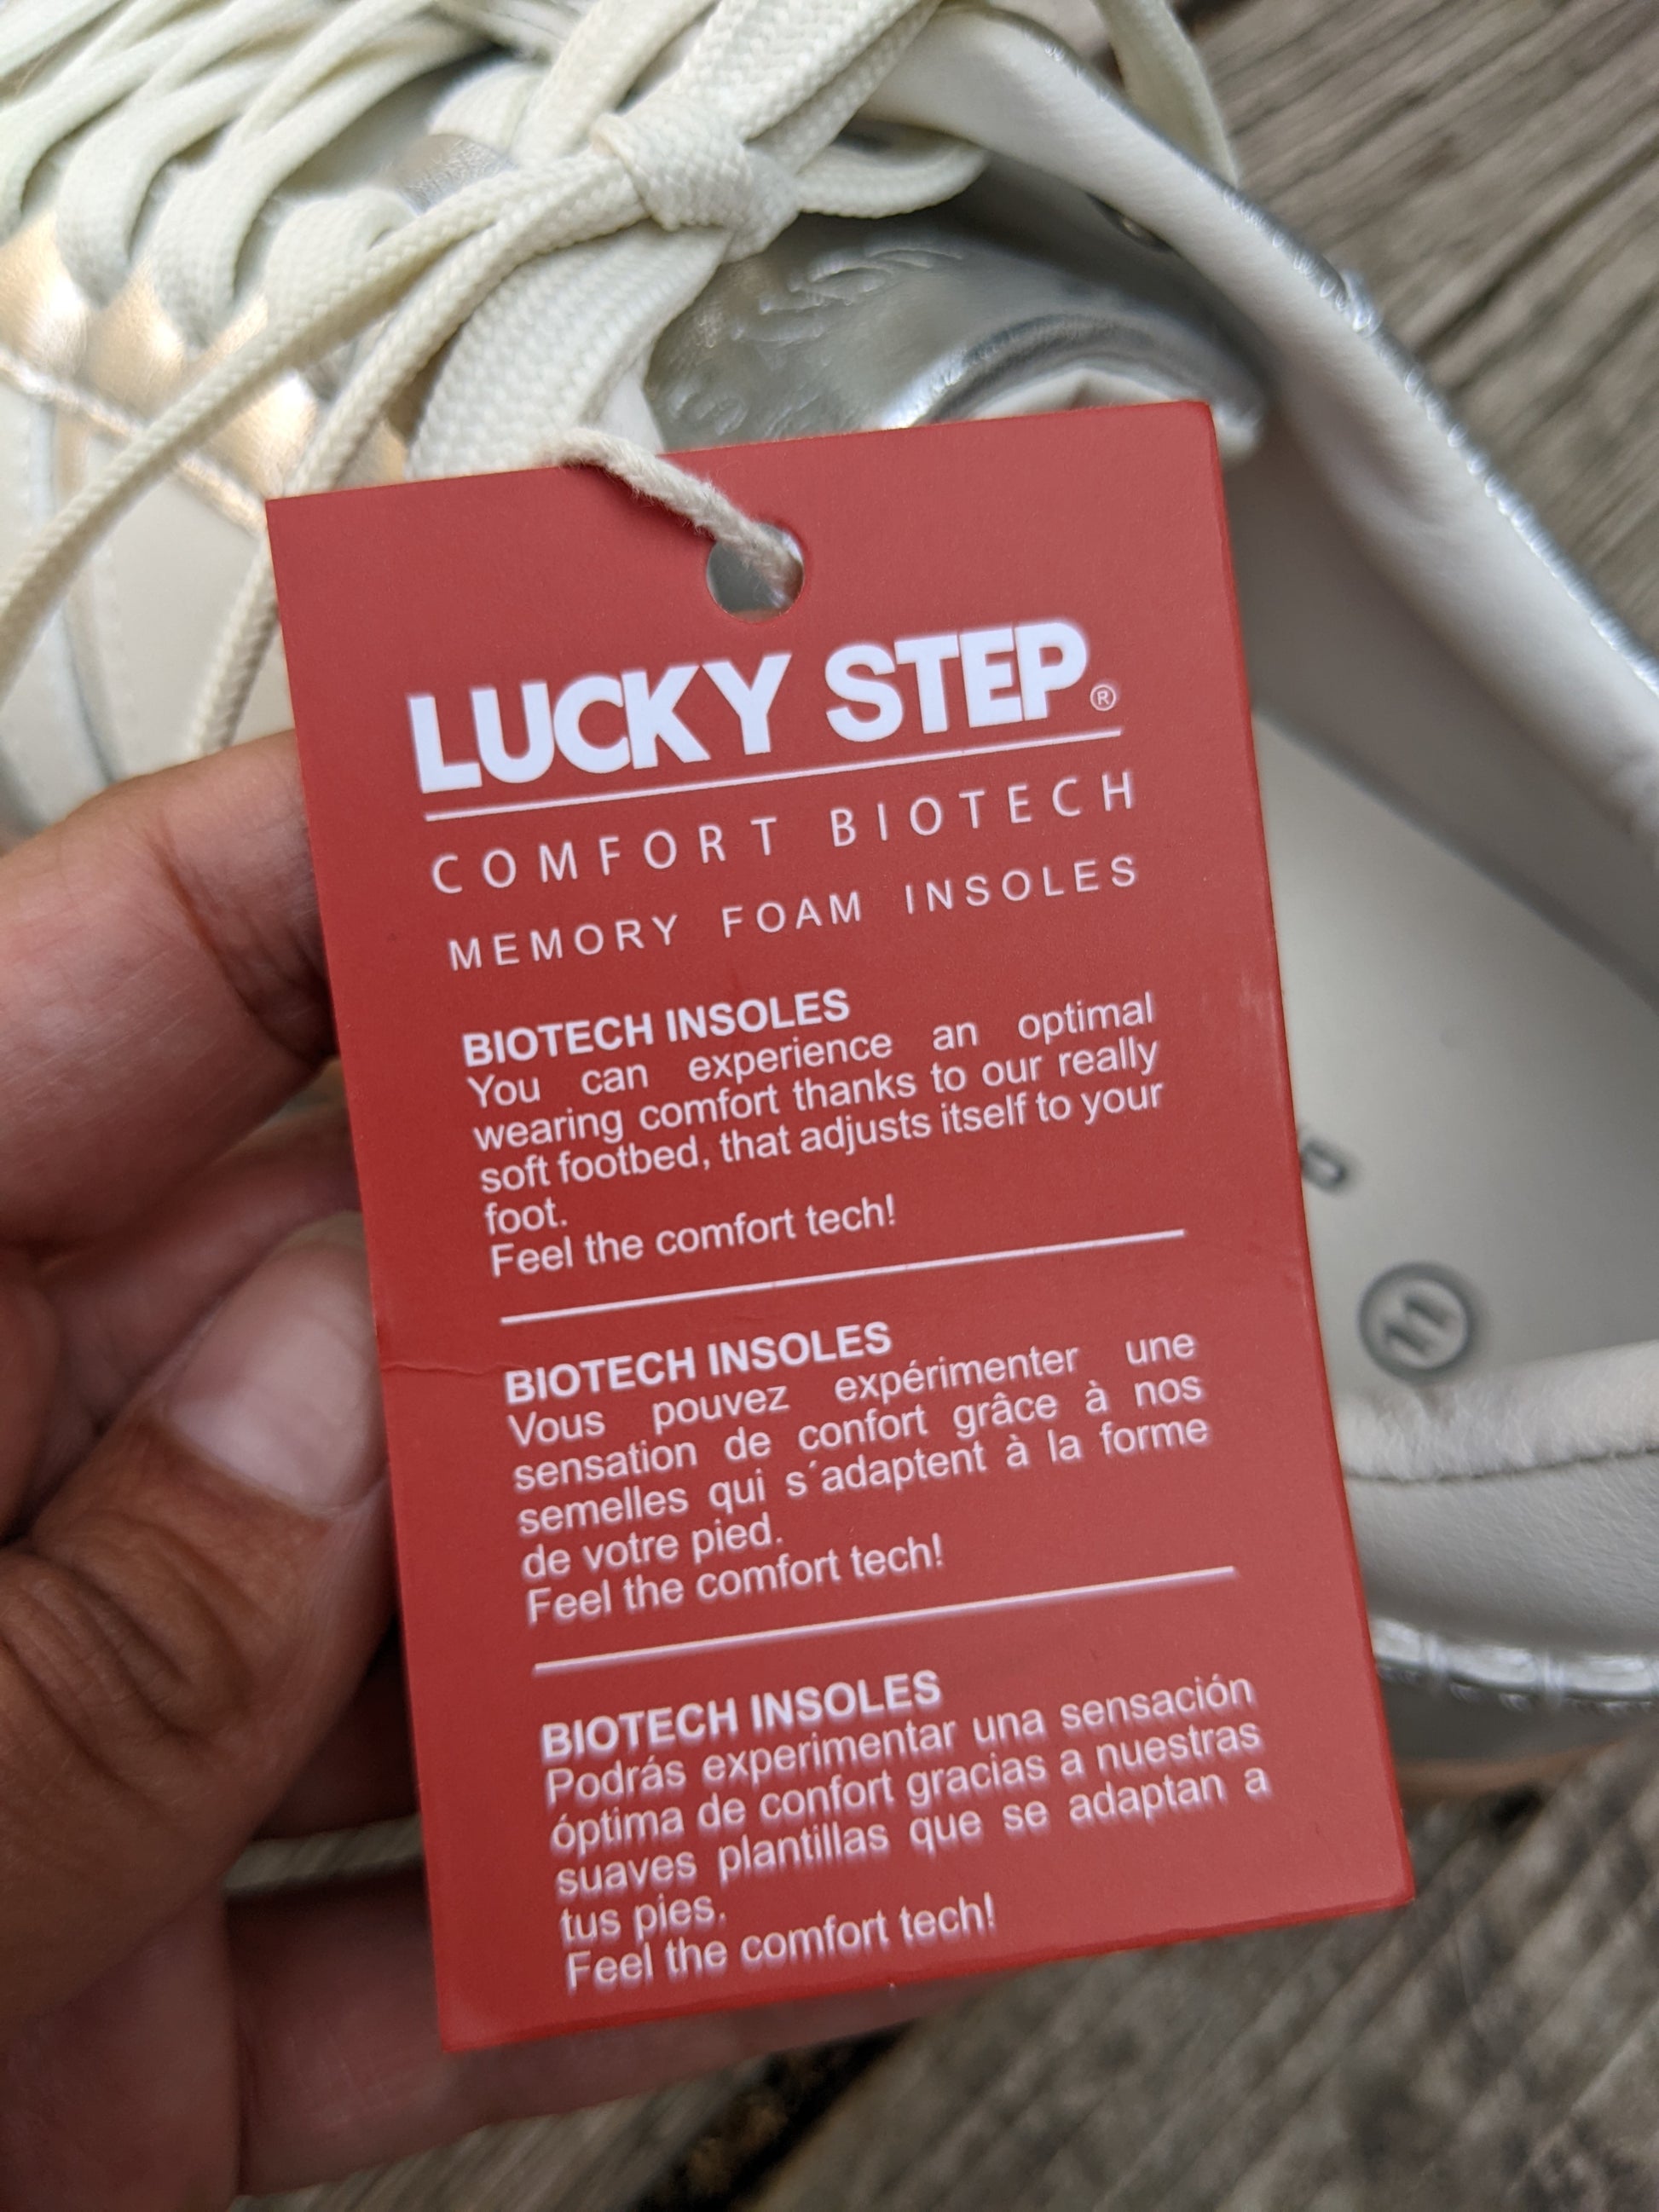 LUCKY STEP®
COMFORT BIOTECH
MEMORY FOAM INSOLES
BIOTECH INSOLES
You can experience an optimal
wearing comfort thanks to our really
soft footbed, that adjusts itself to your
foot.
Feel the comfort tech!
BIOTECH INSOLES
Vous pouvez expérimenter une
sensation de confort grâce à nos
semelles qui s´adaptent à la forme
de votre pied.
Feel the comfort tech!
BIOTECH INSOLES
Podrás experimentar una sensación
óptima de confort gracias a nuestras
suaves plantillas que se adaptan a
tus pies.
Feel the comfort tech!
11